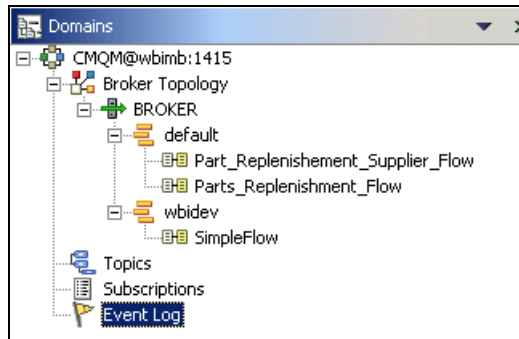 Domains
CMQM@wbimb:1415
Broker Topology
BROKER
default
Part_Replenishement_Supplier_Flow
Parts_Replenishment_Flow
wbidev
SimpleFlow
Topics
Subscriptions
Event Log